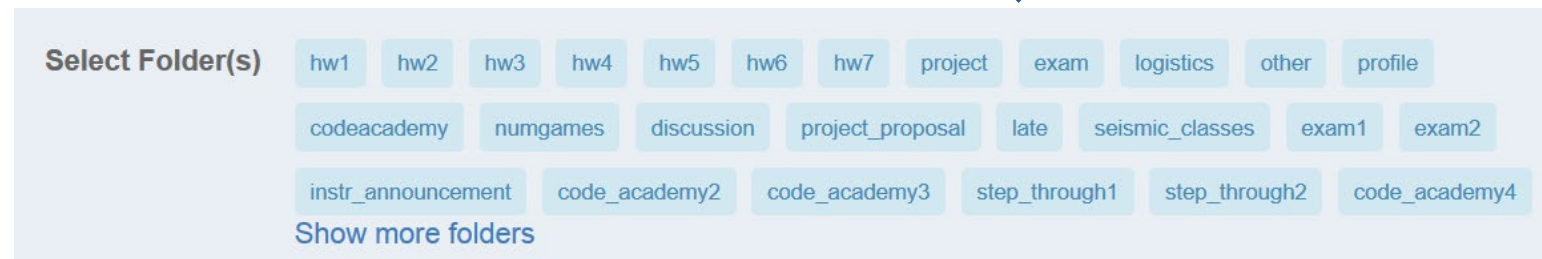 Select Folder(s) hw1 hw2 hw3 hw4 hw5 hw6 hw7 project exam logistics other profile
codeacademy numgames discussion project_proposal late seismic_classes exam1 exam2
instr_announcement code_academy2 code_academy3 step_through1 step_through2 code_academy4
Show more folders